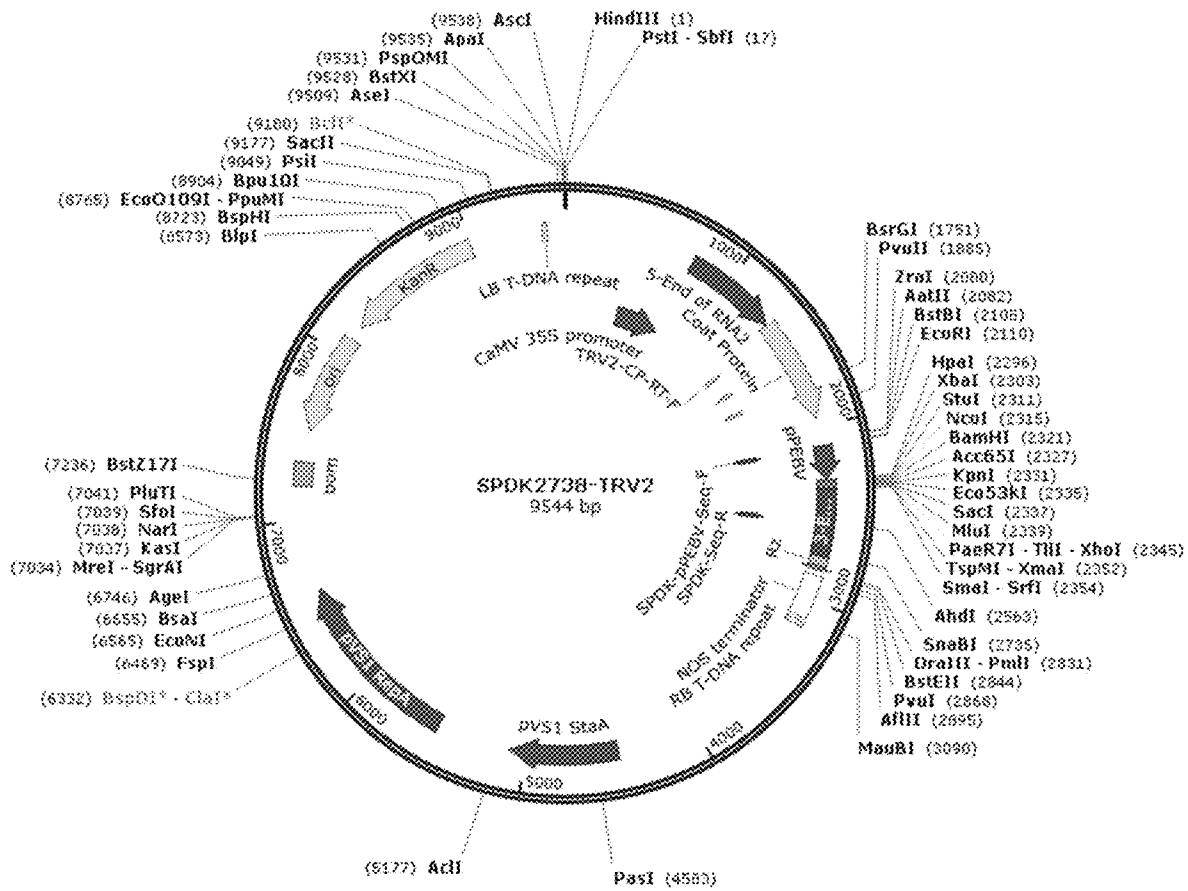 (9538) AscI
(9535) ApaI
(9531) PspOMI
(9528) BstXI
(9509) AseI
(9180) BclI*
(9177) SacII
(9049) PsiI
(8904) Bpu10I
(8765) EcoO109I - PpuMI
(8723) BspHI
(8573) BlpI
HindIII (1)
PstI - SbfI (17)
BsrGI (1751)
PvuII (1885)
ZraI (2080)
AatII (2082)
BstBI (2106)
EcoRI (2110)
HpaI (2296)
XbaI (2303)
StuI (2311)
NcoI (2315)
BamHI (2321)
Acc65I (2327)
KpnI (2331)
Eco53kI (2335)
SacI (2337)
MluI (2339)
PaeR7I - TliI - XhoI (2345)
TspMI - XmaI (2352)
SmaI - SrfI (2354)
AhdI (2563)
SnaBI (2735)
DraIII - PmlI (2831)
BstEII (2844)
PvuI (2868)
AflII (2895)
MauBI (3090)
PasI (4583)
(5177) AclI
(6332) BspDI* - ClaI*
(6469) FspI
(6565) EcoNI
(6655) BsaI
(6746) AgeI
(7034) MreI - SgrAI
(7037) KasI
(7038) NarI
(7039) SfoI
(7041) PluTI
(7236) BstZ17I
1000
2000
3000
4000
5000
6000
7000
8000
9000
KanR
ori
bom
LB T-DNA repeat
CaMV 35S promoter
TRV2-CP-RT-F
5-End of RNA2
Coat Protein
pPEBV
SPDK-pPEBV-Seq-F
SPDK-Seq-R
Rz
NOS terminator
RB T-DNA repeat
pVS1 StaA
SPDK2738-TRV2
9544 bp